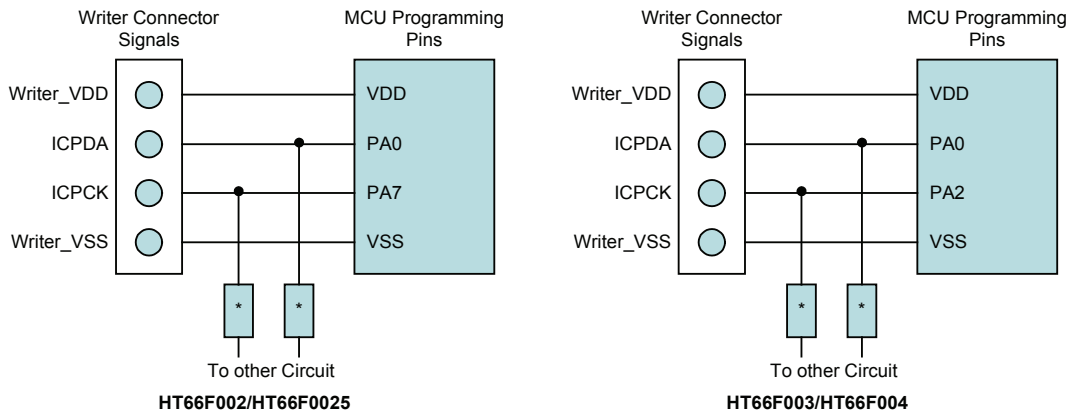 Writer Connector
Signals
MCU Programming
Pins
Writer_VDD
VDD
ICPDA
PA0
ICPCK
PA7
Writer_VSS
VSS
*
*
To other Circuit
HT66F002/HT66F0025
Writer Connector
Signals
MCU Programming
Pins
Writer_VDD
VDD
ICPDA
PA0
ICPCK
PA2
Writer_VSS
VSS
*
*
To other Circuit
HT66F003/HT66F004